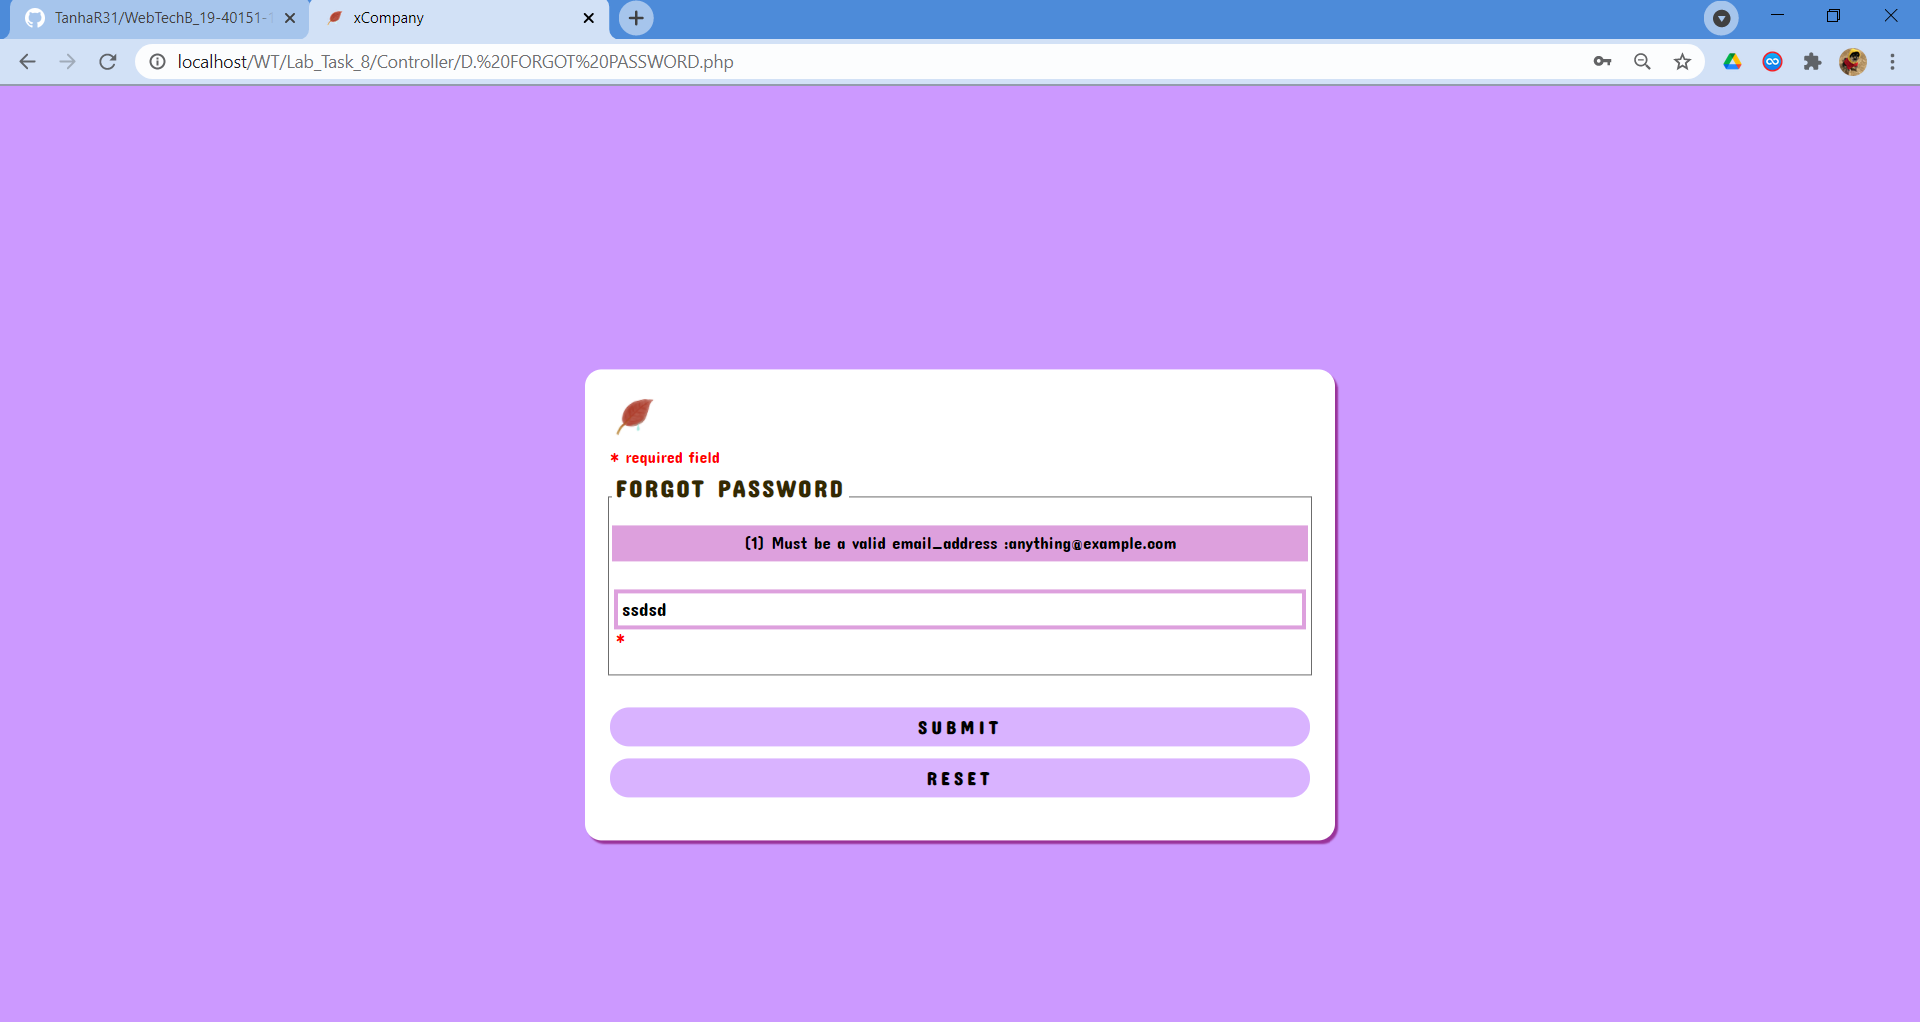 TanhaR31/WebTechB_19-40151-1
xCompany
localhost/WT/Lab_Task_8/Controller/D.%20FORGOT%20PASSWORD.php
* required field
FORGOT PASSWORD
(1) Must be a valid email_address :anything@example.com
ssdsd
*
SUBMIT
RESET